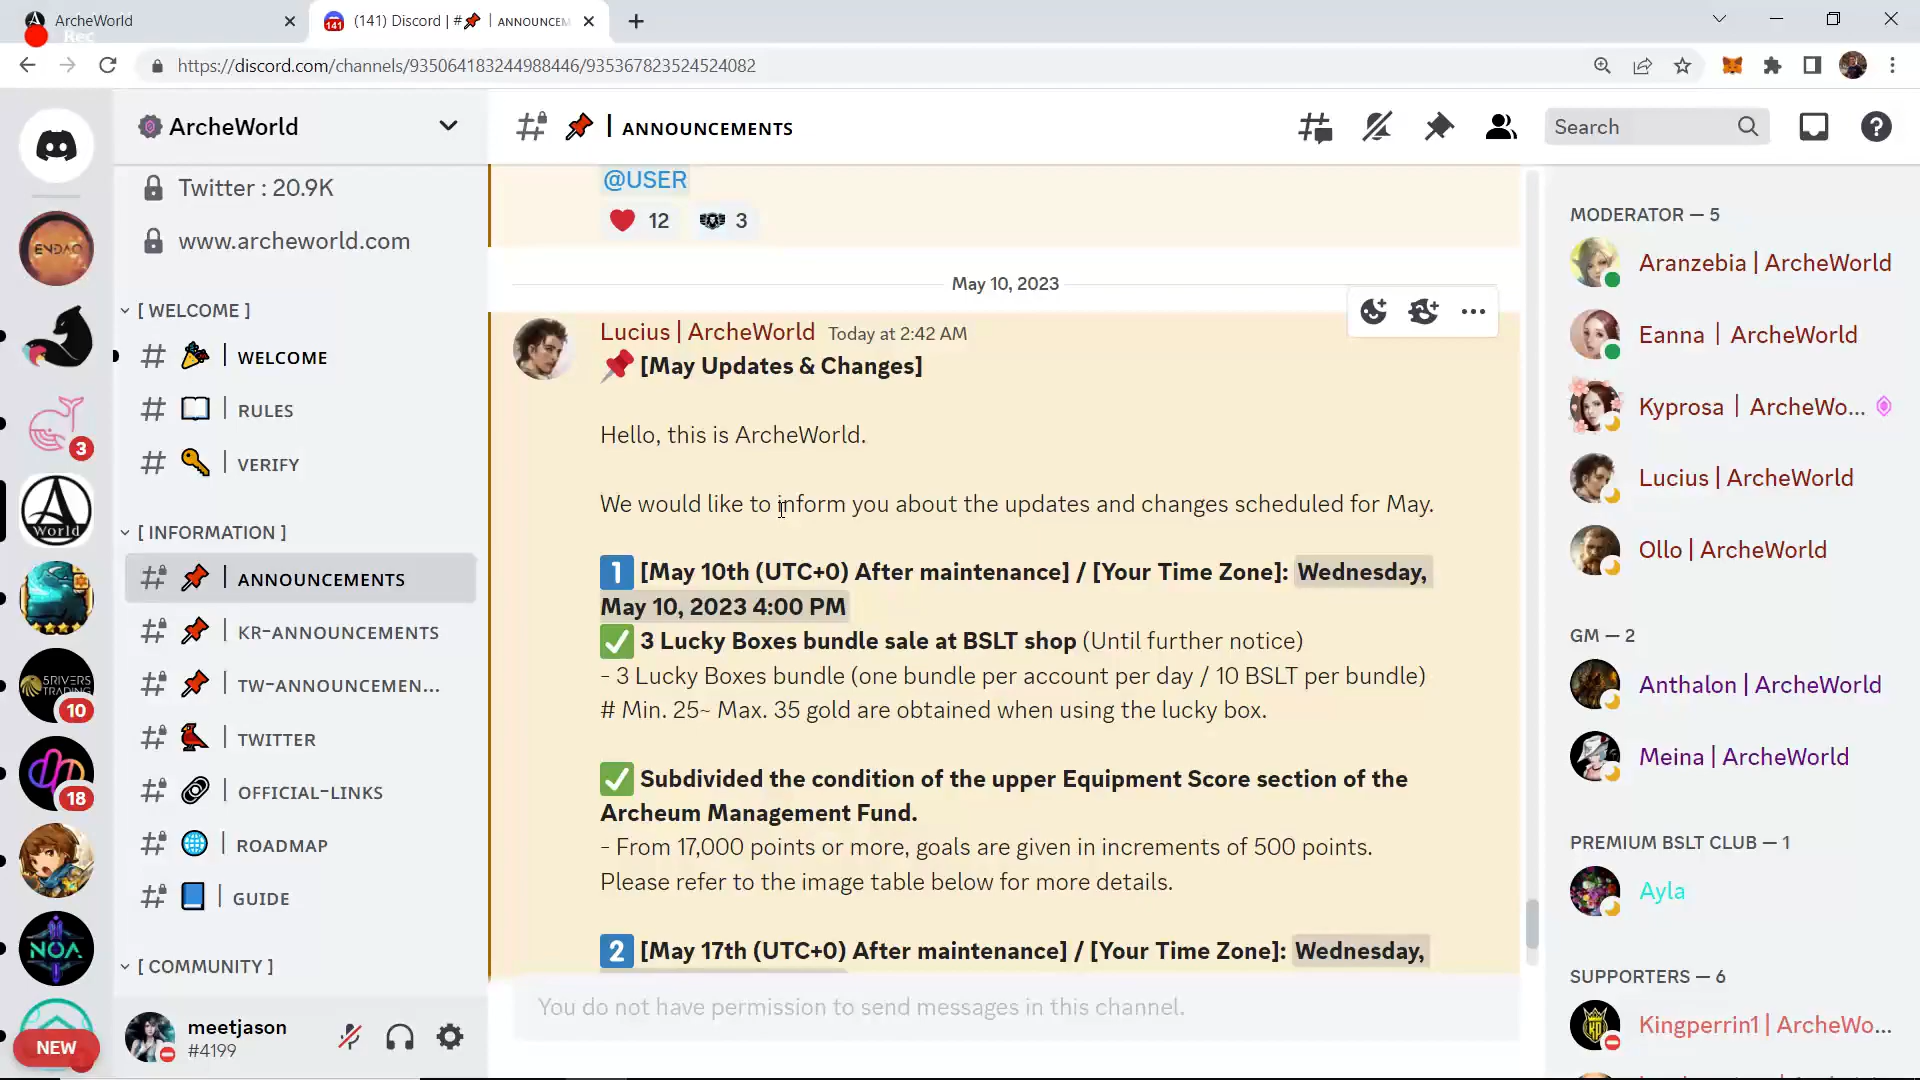 ArcheWorld
Rec
141
(141) Discord | # | ANNOUNCEM
https://discord.com/channels/935064183244988446/935367823524524082
ArcheWorld
| ANNOUNCEMENTS
Search
Twitter : 20.9K
www.archeworld.com
[ WELCOME ]
| WELCOME
| RULES
| VERIFY
[ INFORMATION ]
| ANNOUNCEMENTS
| KR-ANNOUNCEMENTS
| TW-ANNOUNCEMEN...
| TWITTER
| OFFICIAL-LINKS
| ROADMAP
| GUIDE
[ COMMUNITY ]
meetjason
#4199
ENDAO
3
A
World
5RIVERS
TRADING
10
18
NOA
NEW
@USER
12 3
May 10, 2023
Lucius | ArcheWorld Today at 2:42 AM
[May Updates & Changes]
Hello, this is ArcheWorld.
We would like to inform you about the updates and changes scheduled for May.
1 [May 10th (UTC+0) After maintenance] / [Your Time Zone]: Wednesday,
May 10, 2023 4:00 PM
3 Lucky Boxes bundle sale at BSLT shop (Until further notice)
- 3 Lucky Boxes bundle (one bundle per account per day / 10 BSLT per bundle)
# Min. 25~ Max. 35 gold are obtained when using the lucky box.
Subdivided the condition of the upper Equipment Score section of the
Archeum Management Fund.
- From 17,000 points or more, goals are given in increments of 500 points.
Please refer to the image table below for more details.
2 [May 17th (UTC+0) After maintenance] / [Your Time Zone]: Wednesday,
You do not have permission to send messages in this channel.
MODERATOR — 5
Aranzebia | ArcheWorld
Eanna | ArcheWorld
Kyprosa | ArcheWo...
Lucius | ArcheWorld
Ollo | ArcheWorld
GM — 2
Anthalon | ArcheWorld
Meina | ArcheWorld
PREMIUM BSLT CLUB — 1
Ayla
SUPPORTERS — 6
Kingperrin1 | ArcheWo...